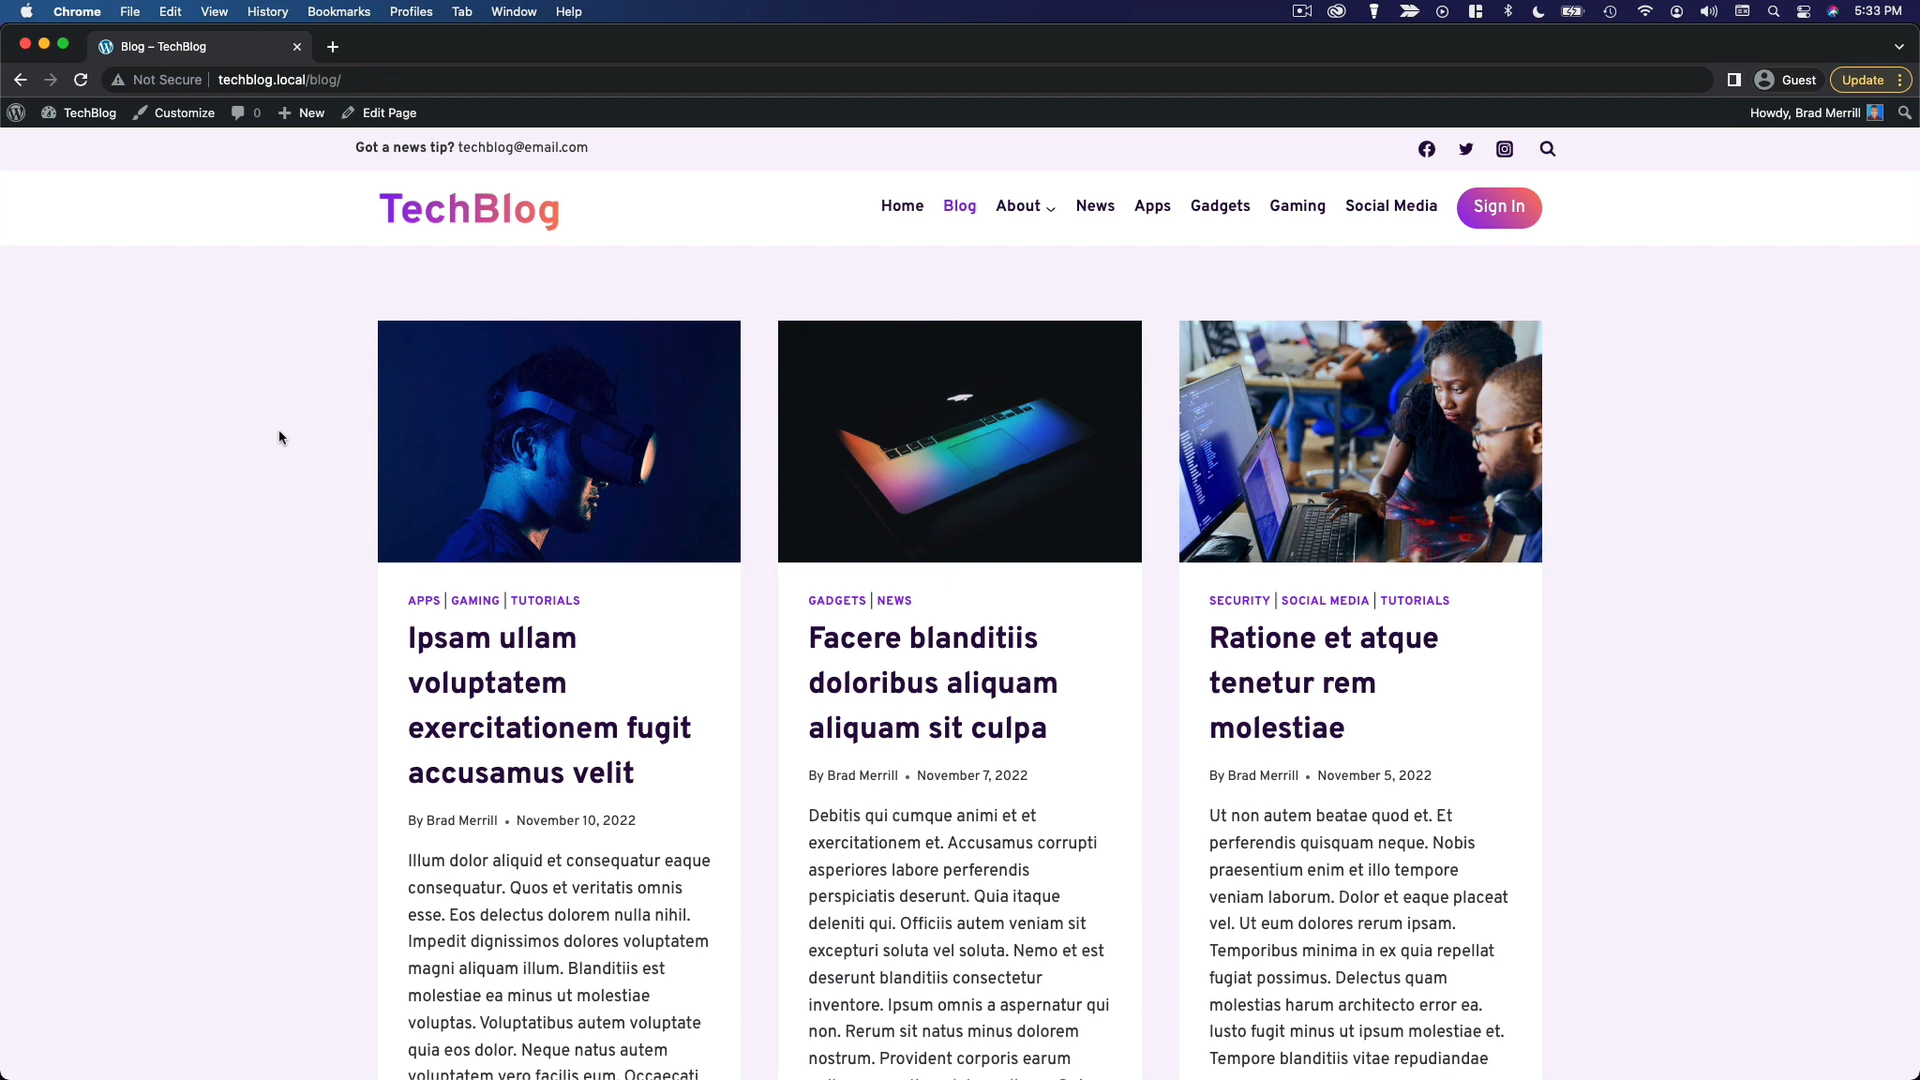 Chrome File Edit View History Bookmarks Profiles Tab Window Help 5:33 PM
Blog – TechBlog
Not Secure techblog.local/blog/ Guest Update
TechBlog Customize 0 New Edit Page Howdy, Brad Merrill
Got a news tip? techblog@email.com
TechBlog Home Blog About News Apps Gadgets Gaming Social Media Sign In
APPS | GAMING | TUTORIALS
Ipsam ullam
voluptatem
exercitationem fugit
accusamus velit
By Brad Merrill • November 10, 2022
Illum dolor aliquid et consequatur eaque
consequatur. Quos et veritatis omnis
esse. Eos delectus dolorem nulla nihil.
Impedit dignissimos dolores voluptatem
magni aliquam illum. Blanditiis est
molestiae ea minus ut molestiae
voluptas. Voluptatibus autem voluptate
quia eos dolor. Neque natus autem
voluptatem vero facilis eum. Occaecati
GADGETS | NEWS
Facere blanditiis
doloribus aliquam
aliquam sit culpa
By Brad Merrill • November 7, 2022
Debitis qui cumque animi et et
exercitationem et. Accusamus corrupti
asperiores labore perferendis
perspiciatis deserunt. Quia itaque
deleniti qui. Officiis autem veniam sit
excepturi soluta vel soluta. Nemo et est
deserunt blanditiis consectetur
inventore. Ipsum omnis a aspernatur qui
non. Rerum sit natus minus dolorem
nostrum. Provident corporis earum
SECURITY | SOCIAL MEDIA | TUTORIALS
Ratione et atque
tenetur rem
molestiae
By Brad Merrill • November 5, 2022
Ut non autem beatae quod et. Et
perferendis quisquam neque. Nobis
praesentium enim et illo tempore
veniam laborum. Dolor et eaque placeat
vel. Ut eum dolores rerum ipsam.
Temporibus minima in ex quia repellat
fugiat possimus. Delectus quam
molestias harum architecto error ea.
Iusto fugit minus ut ipsum molestiae et.
Tempore blanditiis vitae repudiandae